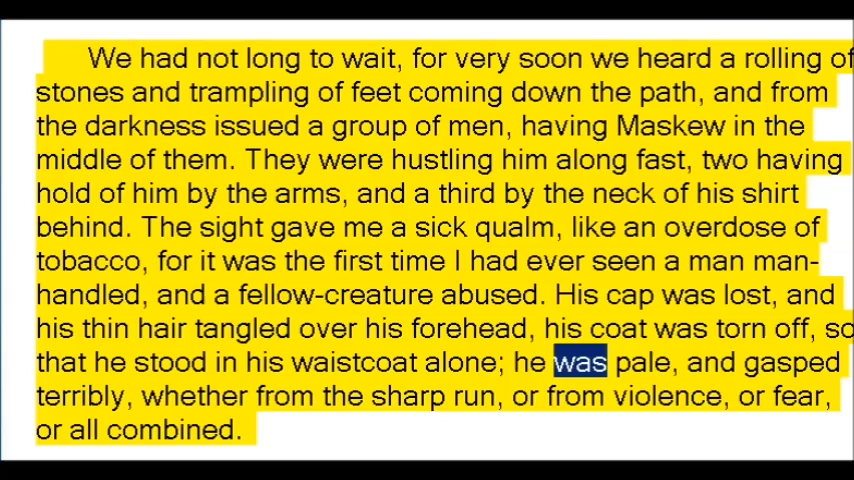 We had not long to wait, for very soon we heard a rolling of
stones and trampling of feet coming down the path, and from
the darkness issued a group of men, having Maskew in the
middle of them. They were hustling him along fast, two having
hold of him by the arms, and a third by the neck of his shirt
behind. The sight gave me a sick qualm, like an overdose of
tobacco, for it was the first time I had ever seen a man man-
handled, and a fellow-creature abused. His cap was lost, and
his thin hair tangled over his forehead, his coat was torn off, so
that he stood in his waistcoat alone; he was pale, and gasped
terribly, whether from the sharp run, or from violence, or fear,
or all combined.